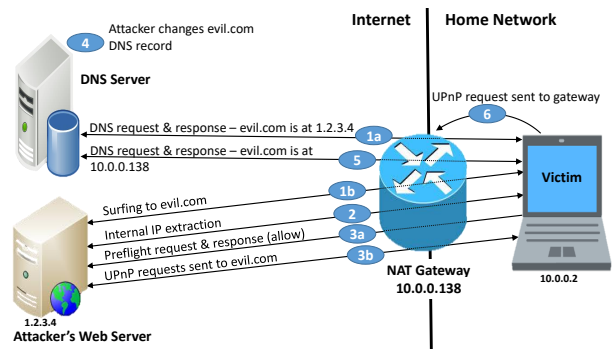 Attacker changes evil.com
DNS record
4
Internet
Home Network
DNS Server
UPnP request sent to gateway
6
DNS request & response – evil.com is at 1.2.3.4
1a
DNS request & response – evil.com is at
10.0.0.138
5
Victim
Surfing to evil.com
1b
Internal IP extraction
2
Preflight request & response (allow)
3a
UPnP requests sent to evil.com
3b
NAT Gateway
10.0.0.138
10.0.0.2
1.2.3.4
Attacker's Web Server